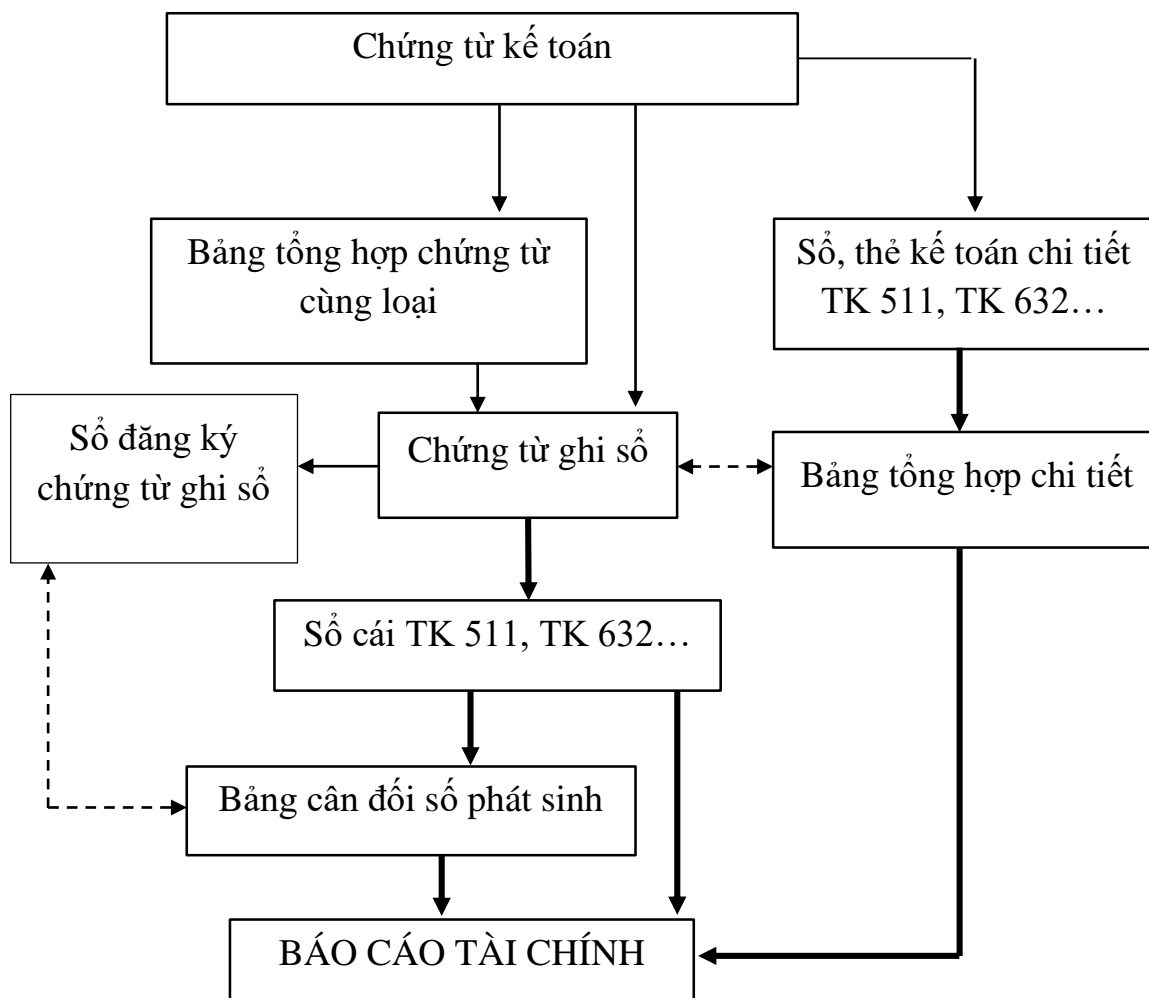 Chứng từ kế toán
Bảng tổng hợp chứng từ
cùng loại
Sổ, thẻ kế toán chi tiết
TK 511, TK 632…
Sổ đăng ký
chứng từ ghi sổ
Chứng từ ghi sổ
Bảng tổng hợp chi tiết
Sổ cái TK 511, TK 632…
Bảng cân đối số phát sinh
BÁO CÁO TÀI CHÍNH